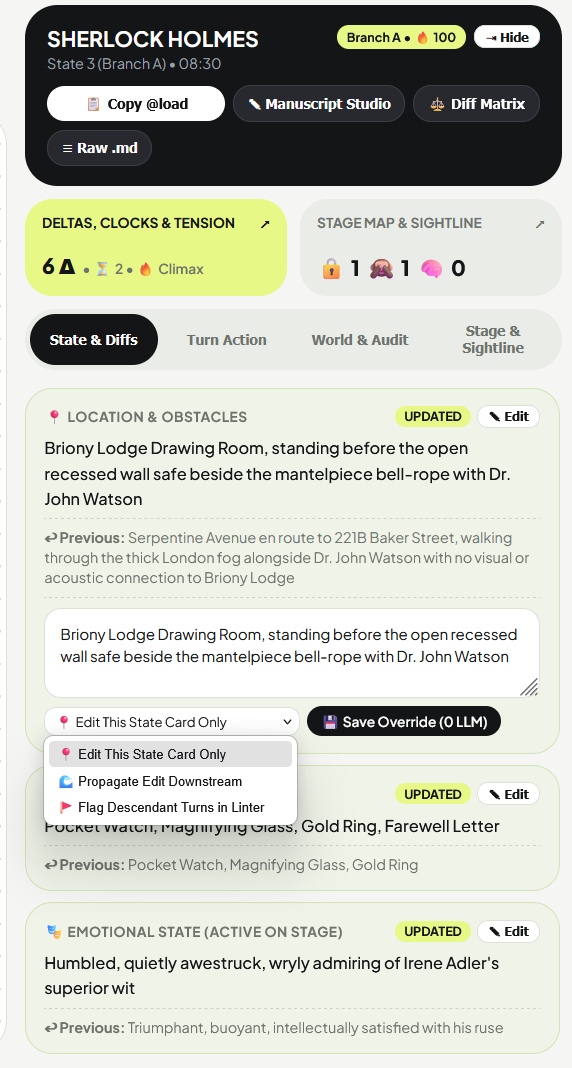 SHERLOCK HOLMES
Branch A • 🔥 100
⇥ Hide
State 3 (Branch A) • 08:30
📋 Copy @load
✎ Manuscript Studio
⚖️ Diff Matrix
≡ Raw .md
DELTAS, CLOCKS & TENSION ↗
6 Δ • ⏳ 2 • 🔥 Climax
STAGE MAP & SIGHTLINE ↗
🔒 1 🙈 1 🧠 0
State & Diffs
Turn Action
World & Audit
Stage &
Sightline
📍 LOCATION & OBSTACLES
UPDATED
✎ Edit
Briony Lodge Drawing Room, standing before the open
recessed wall safe beside the mantelpiece bell-rope with Dr.
John Watson
↩ Previous: Serpentine Avenue en route to 221B Baker Street, walking
through the thick London fog alongside Dr. John Watson with no visual or
acoustic connection to Briony Lodge
Briony Lodge Drawing Room, standing before the open recessed
wall safe beside the mantelpiece bell-rope with Dr. John Watson
📍 Edit This State Card Only
💾 Save Override (0 LLM)
📍 Edit This State Card Only
🌊 Propagate Edit Downstream
🚩 Flag Descendant Turns in Linter
UPDATED
✎ Edit
Pocket Watch, Magnifying Glass, Gold Ring, Farewell Letter
↩ Previous: Pocket Watch, Magnifying Glass, Gold Ring
🎭 EMOTIONAL STATE (ACTIVE ON STAGE)
UPDATED
✎ Edit
Humbled, quietly awestruck, wryly admiring of Irene Adler's
superior wit
↩ Previous: Triumphant, buoyant, intellectually satisfied with his ruse